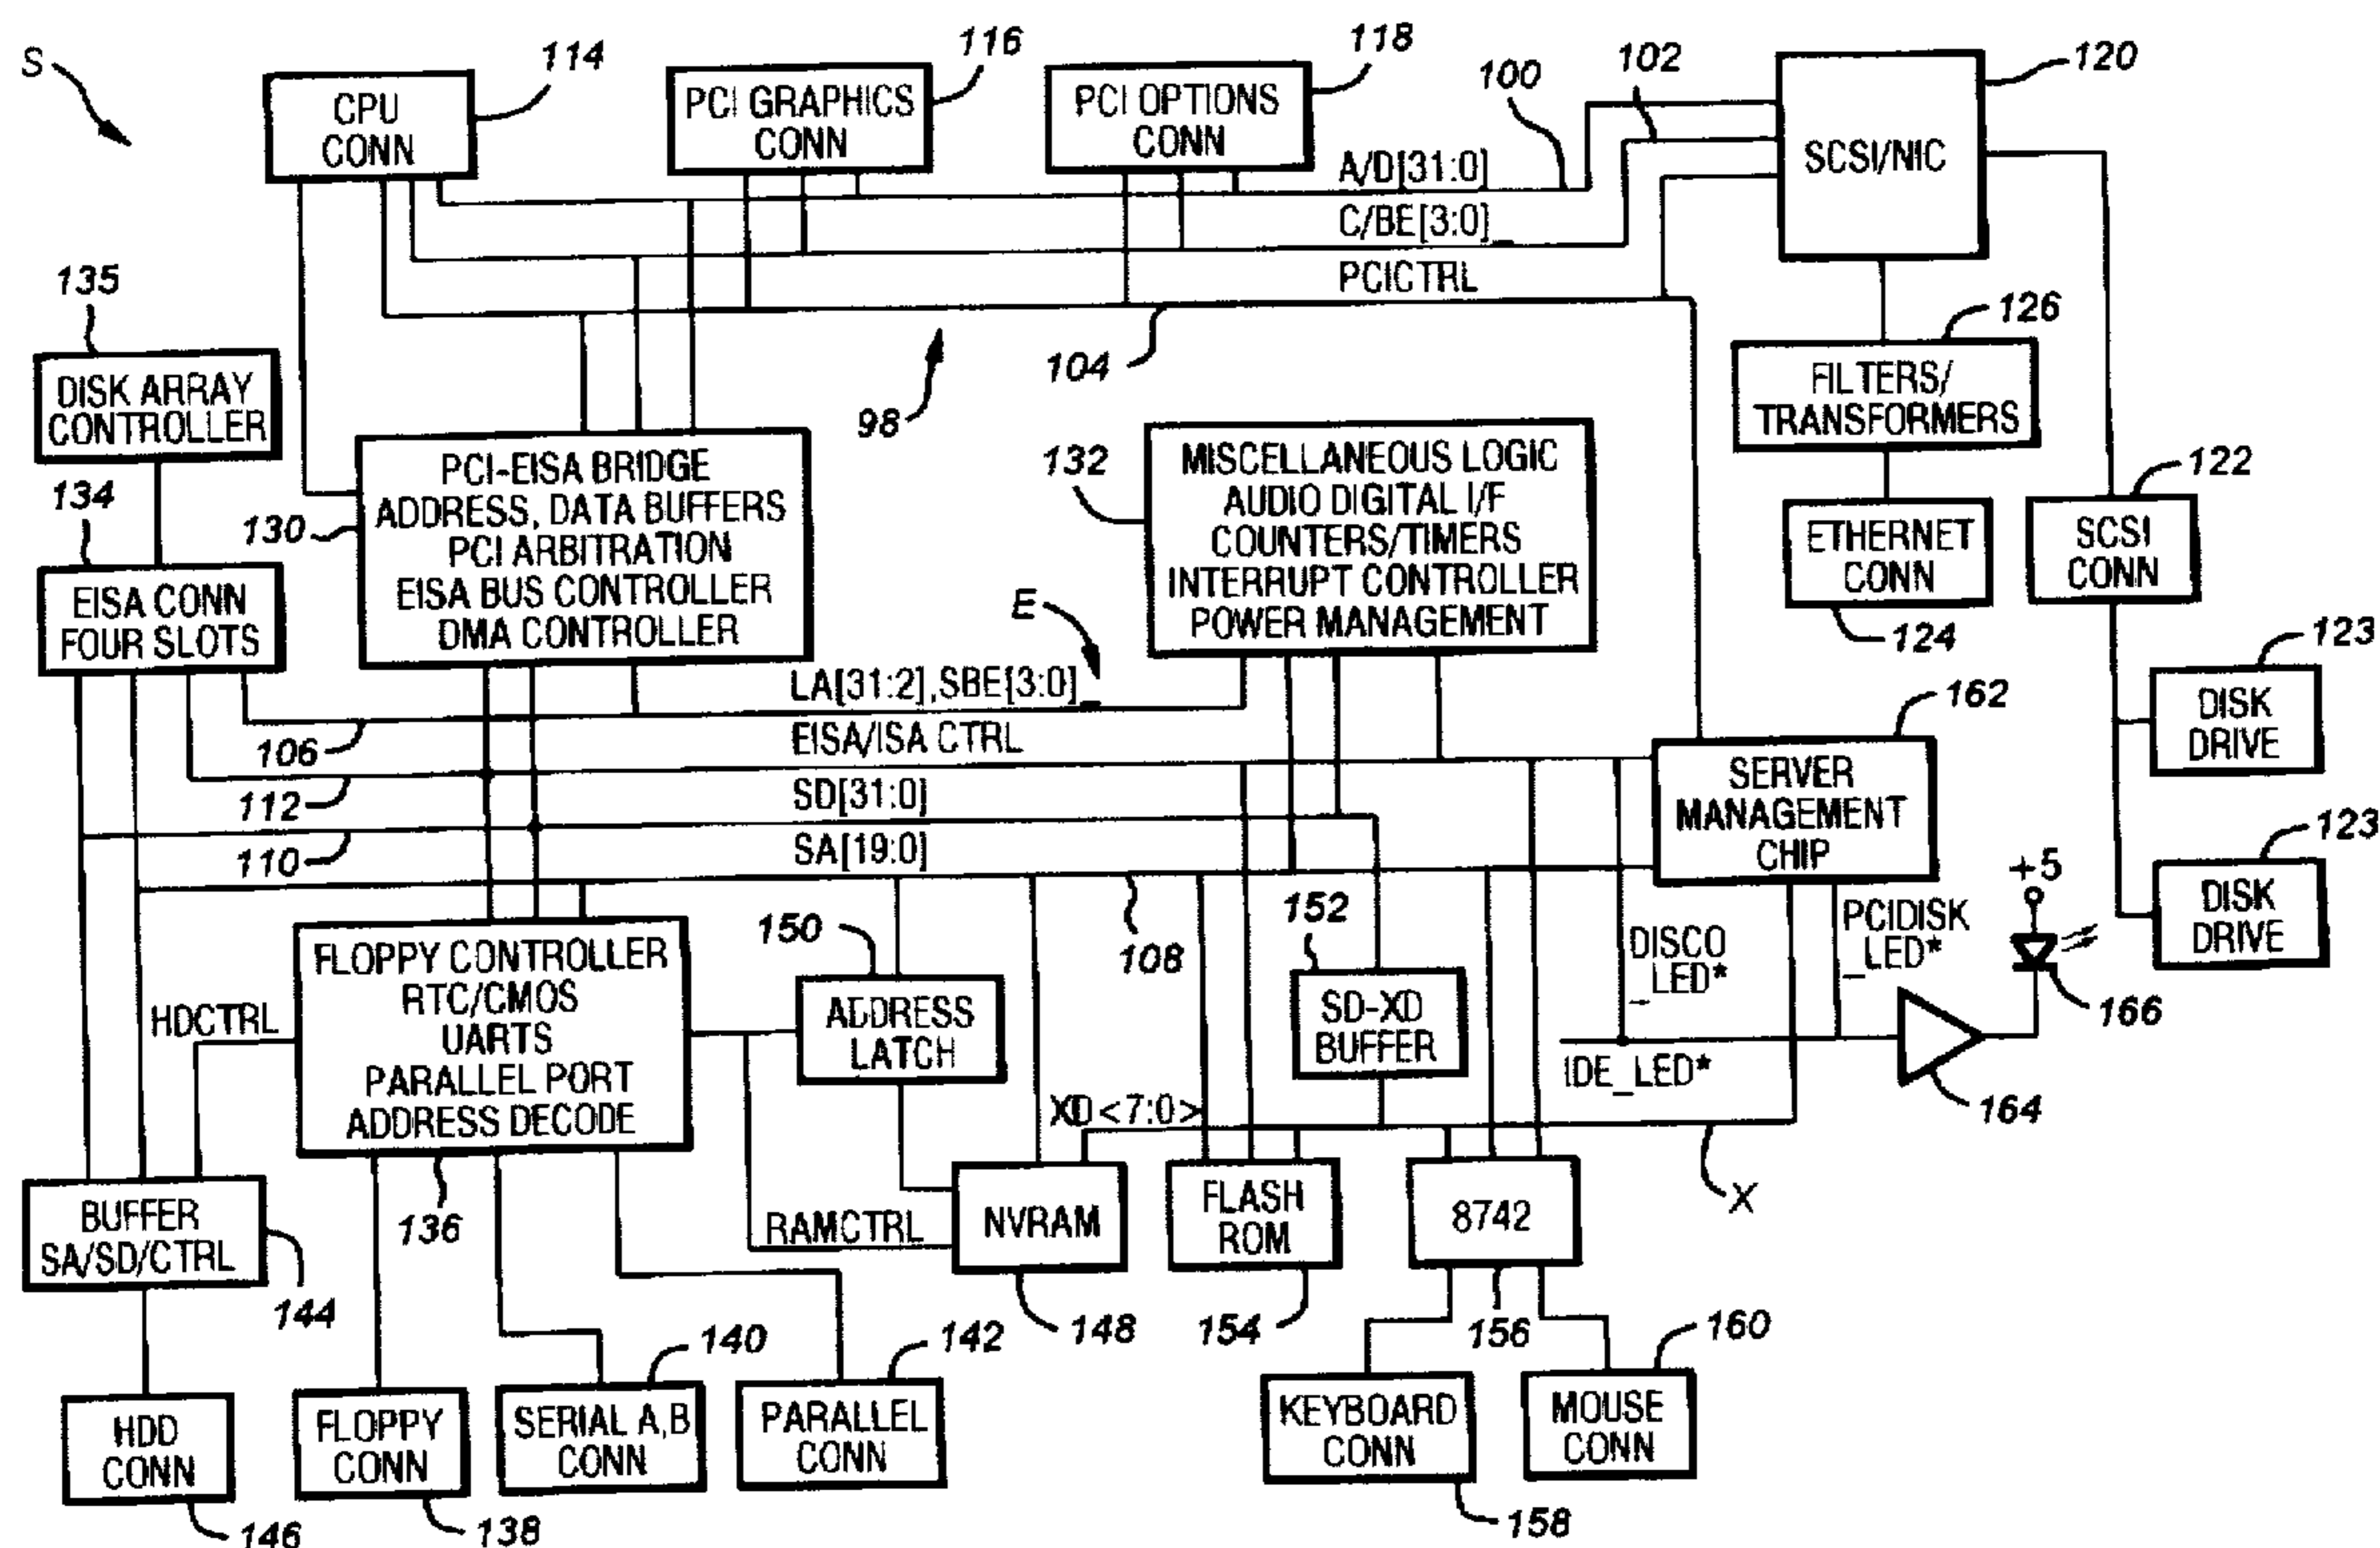 S
114
CPU
CONN
116
PCI GRAPHICS
CONN
118
PCI OPTIONS
CONN
100
102
120
SCSI/NIC
A/D[31:0]
C/BE[3:0]_
PCICTRL
104
98
135
DISK ARRAY
CONTROLLER
134
EISA CONN
FOUR SLOTS
130
PCI-EISA BRIDGE
ADDRESS, DATA BUFFERS
PCI ARBITRATION
EISA BUS CONTROLLER
DMA CONTROLLER
132
MISCELLANEOUS LOGIC
AUDIO DIGITAL I/F
COUNTERS/TIMERS
INTERRUPT CONTROLLER
POWER MANAGEMENT
E
126
FILTERS/
TRANSFORMERS
ETHERNET
CONN
124
122
SCSI
CONN
123
DISK
DRIVE
123
DISK
DRIVE
LA[31:2],SBE[3:0]_
106
EISA/ISA CTRL
112
SD[31:0]
110
SA[19:0]
108
162
SERVER
MANAGEMENT
CHIP
+5
166
164
DISCO
_LED*
PCIDISK
_LED*
IDE_LED*
HDCTRL
FLOPPY CONTROLLER
RTC/CMOS
UARTS
PARALLEL PORT
ADDRESS DECODE
136
150
ADDRESS
LATCH
152
SD-XD
BUFFER
XD<7:0>
X
RAMCTRL
NVRAM
148
FLASH
ROM
154
8742
156
BUFFER
SA/SD/CTRL
144
HDD
CONN
146
FLOPPY
CONN
138
140
SERIAL A,B
CONN
142
PARALLEL
CONN
KEYBOARD
CONN
158
160
MOUSE
CONN